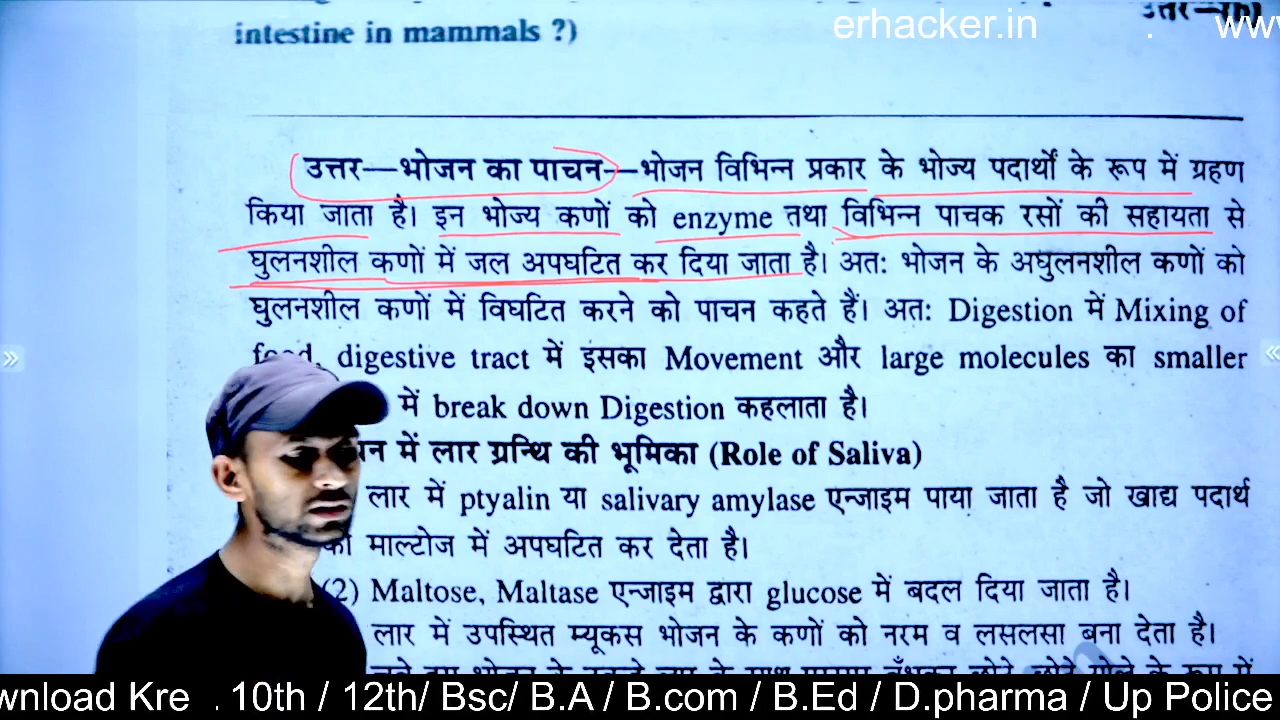 erhacker.in . ww
intestine in mammals ?)
उत्तर—भोजन का पाचन—भोजन विभिन्न प्रकार के भोज्य पदार्थों के रूप में ग्रहण
किया जाता है। इन भोज्य कणों को enzyme तथा विभिन्न पाचक रसों की सहायता से
घुलनशील कणों में जल अपघटित कर दिया जाता है। अत: भोजन के अघुलनशील कणों को
घुलनशील कणों में विघटित करने को पाचन कहते हैं। अत: Digestion में Mixing of
food, digestive tract में इसका Movement और large molecules का smaller
में break down Digestion कहलाता है।
में लार ग्रन्थि की भूमिका (Role of Saliva)
लार में ptyalin या salivary amylase एन्जाइम पाया जाता है जो खाद्य पदार्थ
को माल्टोज में अपघटित कर देता है।
(2) Maltose, Maltase एन्जाइम द्वारा glucose में बदल दिया जाता है।
लार में उपस्थित म्यूकस भोजन के कणों को नरम व लसलसा बना देता है।
wnload Kre . 10th / 12th/ Bsc/ B.A / B.com / B.Ed / D.pharma / Up Police